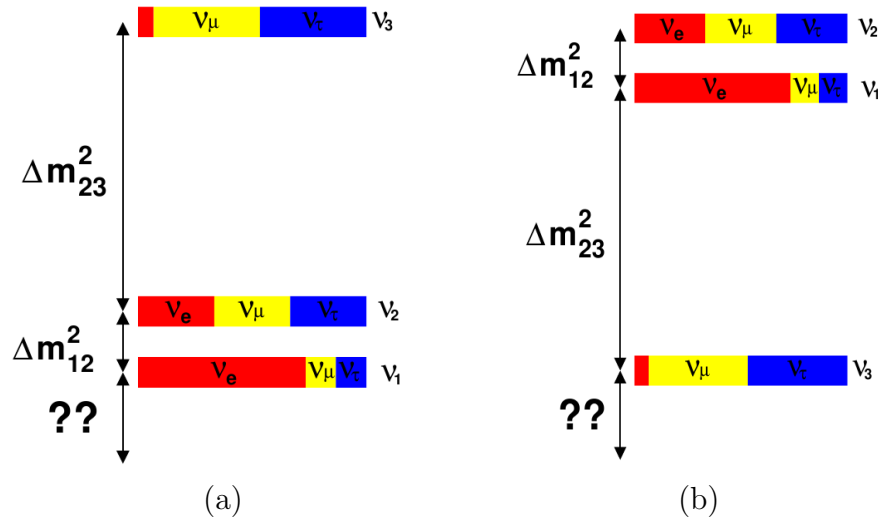 νμ ντ ν3
Δm²23
νe νμ ντ ν2
Δm²12
νe νμ ντ ν1
??
(a)
νe νμ ντ ν2
Δm²12
νe νμ ντ ν1
Δm²23
νμ ντ ν3
??
(b)